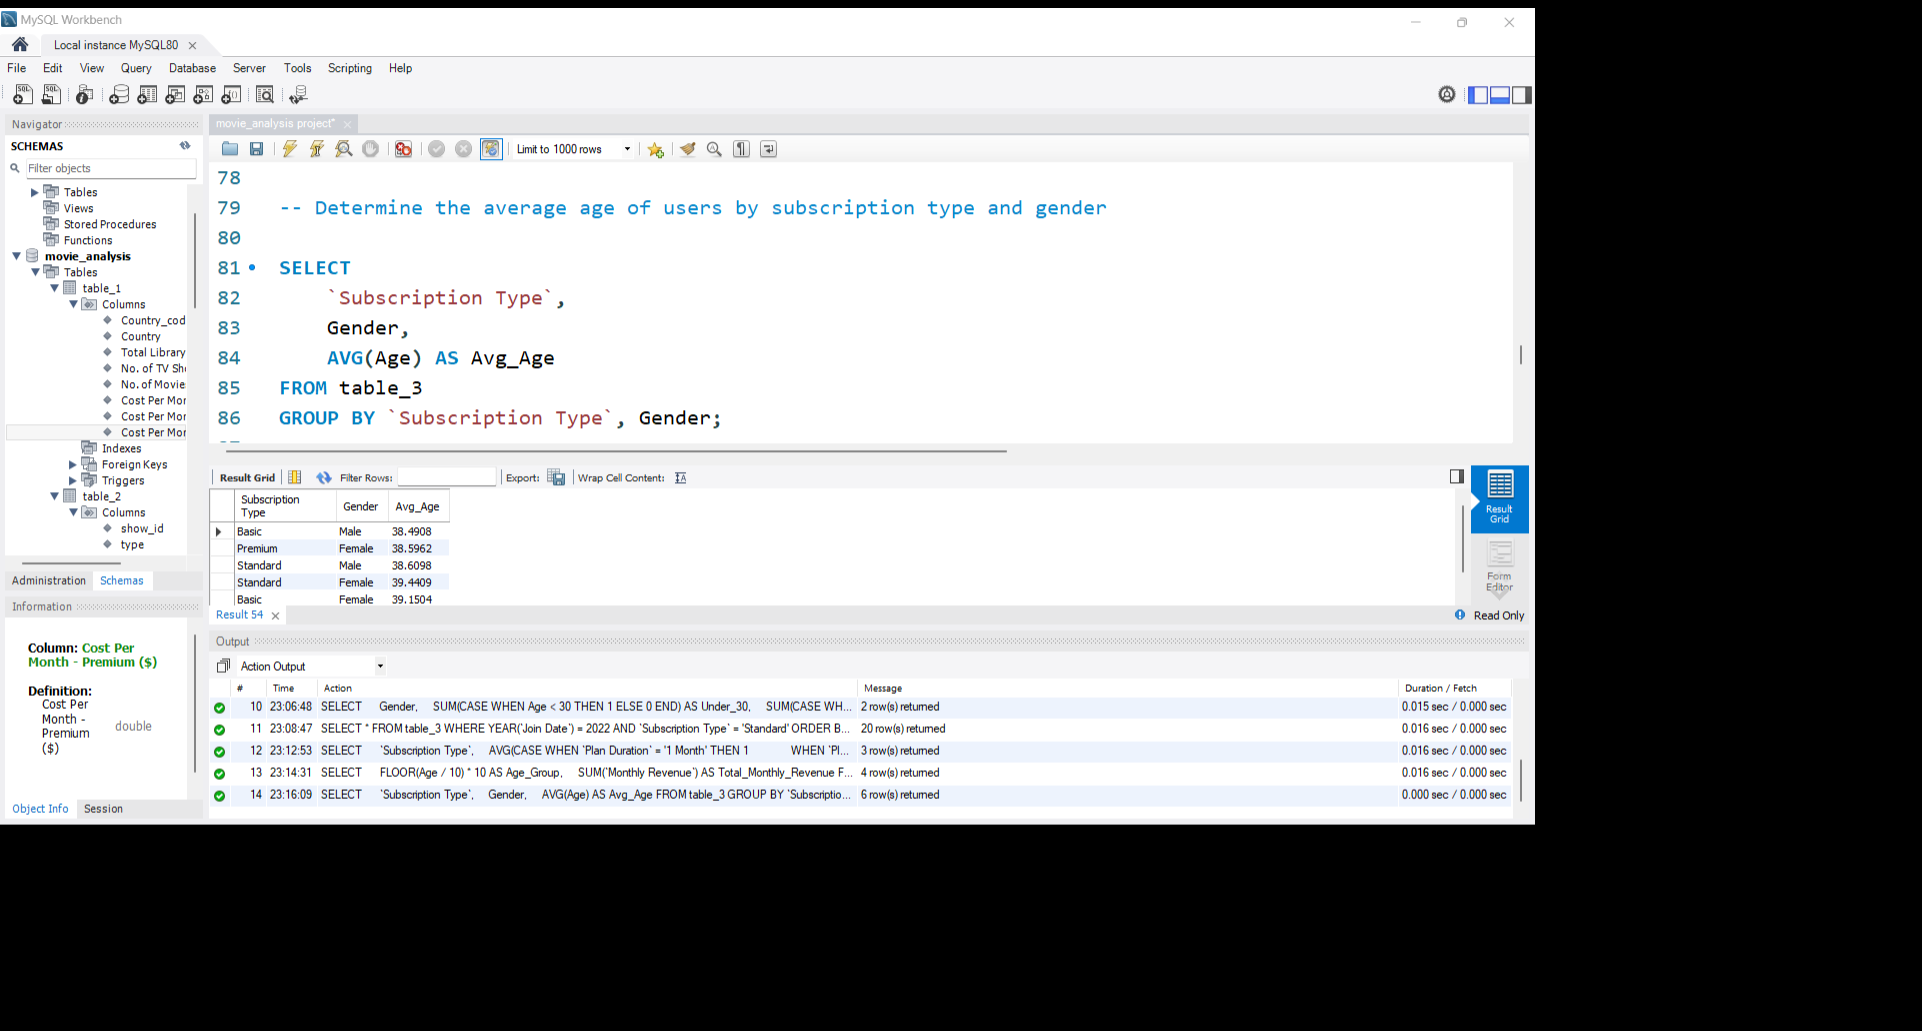 MySQL Workbench
Local instance MySQL80
File Edit View Query Database Server Tools Scripting Help
Navigator
SCHEMAS
Filter objects
Tables
Views
Stored Procedures
Functions
movie_analysis
Tables
table_1
Columns
Country_cod
Country
Total Library
No. of TV Sh
No. of Movie
Cost Per Mor
Cost Per Mor
Cost Per Mor
Indexes
Foreign Keys
Triggers
table_2
Columns
show_id
type
Administration Schemas
Information
Column: Cost Per
Month - Premium ($)
Definition:
Cost Per
Month -
Premium
($)
double
Object Info Session
movie_analysis project*
Limit to 1000 rows
78
79 -- Determine the average age of users by subscription type and gender
80
81 SELECT
82 `Subscription Type`,
83 Gender,
84 AVG(Age) AS Avg_Age
85 FROM table_3
86 GROUP BY `Subscription Type`, Gender;
Result Grid Filter Rows: Export: Wrap Cell Content:
Subscription Type Gender Avg_Age
Basic Male 38.4908
Premium Female 38.5962
Standard Male 38.6098
Standard Female 39.4409
Basic Female 39.1504
Result Grid
Form Editor
Result 54
Read Only
Output
Action Output
# Time Action Message Duration / Fetch
10 23:06:48 SELECT Gender, SUM(CASE WHEN Age < 30 THEN 1 ELSE 0 END) AS Under_30, SUM(CASE WH... 2 row(s) returned 0.015 sec / 0.000 sec
11 23:08:47 SELECT * FROM table_3 WHERE YEAR(`Join Date`) = 2022 AND `Subscription Type` = 'Standard' ORDER B... 20 row(s) returned 0.016 sec / 0.000 sec
12 23:12:53 SELECT `Subscription Type`, AVG(CASE WHEN `Plan Duration` = '1 Month' THEN 1 WHEN `Pl... 3 row(s) returned 0.016 sec / 0.000 sec
13 23:14:31 SELECT FLOOR(Age / 10) * 10 AS Age_Group, SUM(`Monthly Revenue`) AS Total_Monthly_Revenue F... 4 row(s) returned 0.016 sec / 0.000 sec
14 23:16:09 SELECT `Subscription Type`, Gender, AVG(Age) AS Avg_Age FROM table_3 GROUP BY `Subscriptio... 6 row(s) returned 0.000 sec / 0.000 sec